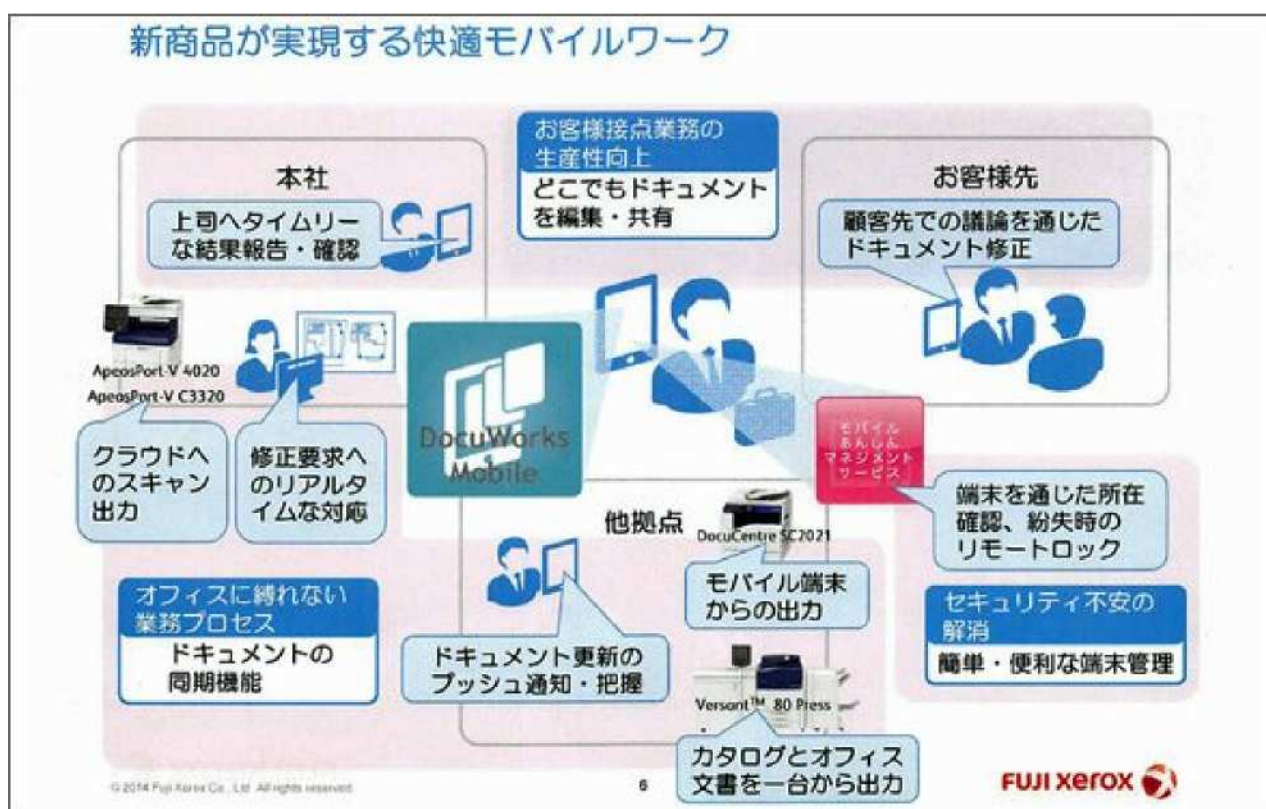 新商品が実現する快適モバイルワーク
お客様接点業務の
生産性向上
どこでもドキュメント
を編集・共有
本社
上司へタイムリー
な結果報告・確認
お客様先
顧客先での議論を通じた
ドキュメント修正
ApeosPort-V 4020
ApeosPort-V C3320
クラウドへ
のスキャン
出力
修正要求へ
のリアルタ
イムな対応
DocuWorks
Mobile
モバイル
あんしん
マネジメント
サービス
端末を通じた所在
確認、紛失時の
リモートロック
他拠点
DocuCentre SC2021
モバイル端末
からの出力
オフィスに縛れない
業務プロセス
ドキュメントの
同期機能
ドキュメント更新の
プッシュ通知・把握
セキュリティ不安の
解消
簡単・便利な端末管理
Versant™ 80 Press
カタログとオフィス
文書を一台から出力
© 2014 Fuji Xerox Co., Ltd. All rights reserved.
6
FUJI XEROX